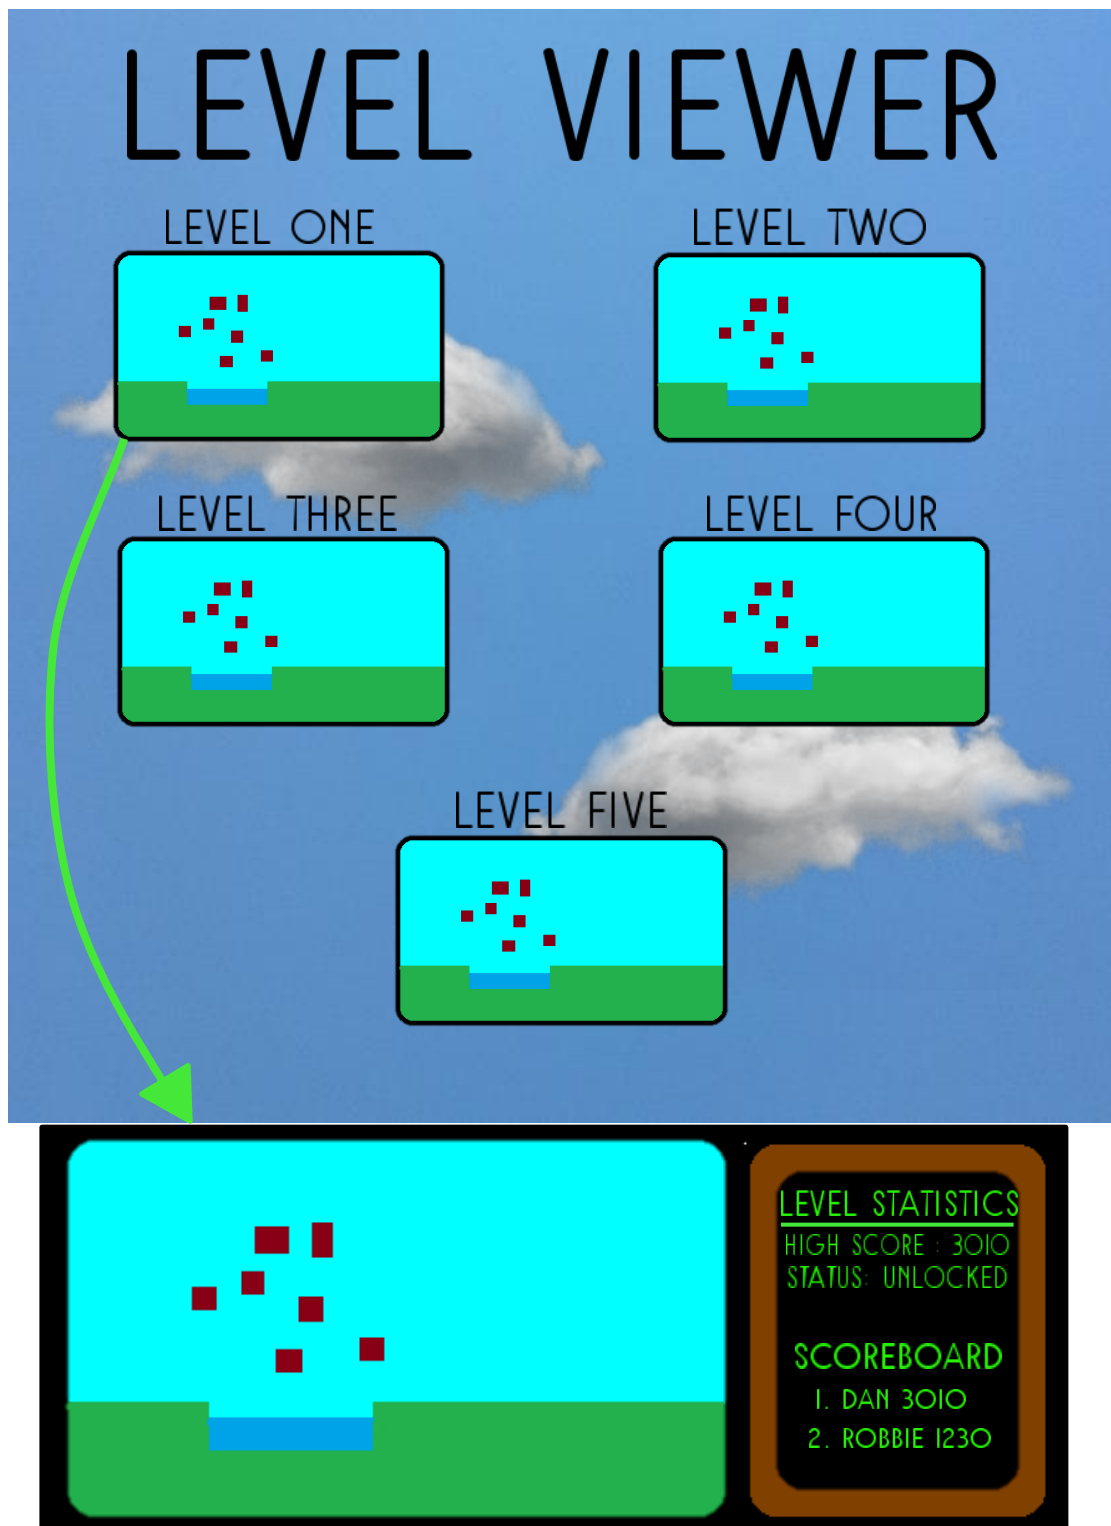 LEVEL VIEWER
LEVEL ONE
LEVEL TWO
LEVEL THREE
LEVEL FOUR
LEVEL FIVE
LEVEL STATISTICS
HIGH SCORE : 3010
STATUS: UNLOCKED
SCOREBOARD
1. DAN 3010
2. ROBBIE 1230